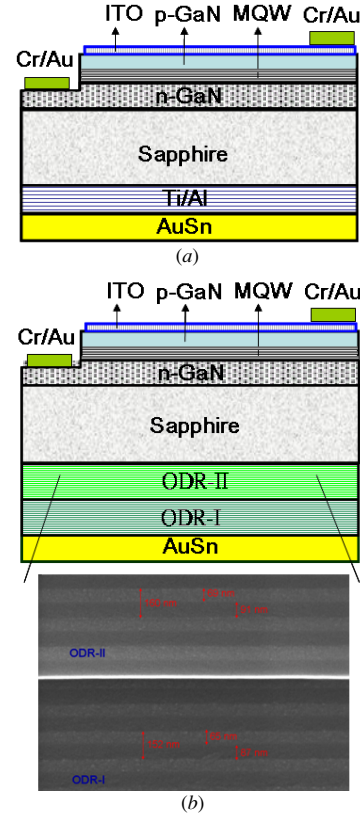 ITO p-GaN MQW Cr/Au
Cr/Au
n-GaN
Sapphire
Ti/Al
AuSn
(a)
ITO p-GaN MQW Cr/Au
Cr/Au
n-GaN
Sapphire
ODR-II
ODR-I
AuSn
ODR-II
ODR-I
(b)